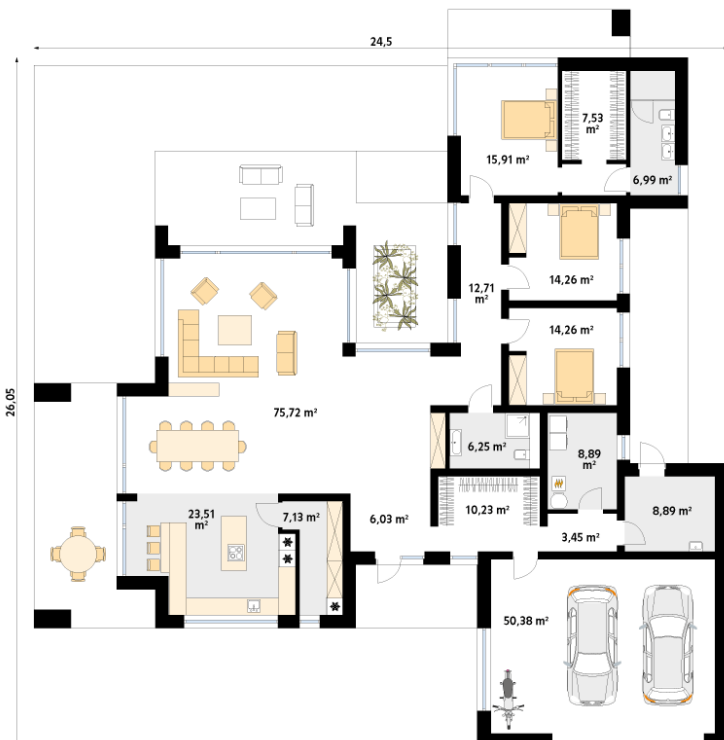 24,5
7,53
m²
15,91 m²
6,99 m²
12,71
m²
14,26 m²
14,26 m²
26,05
75,72 m²
6,25 m²
8,89
m²
23,51
m²
7,13 m²
6,03 m²
10,23 m²
8,89 m²
3,45 m²
50,38 m²